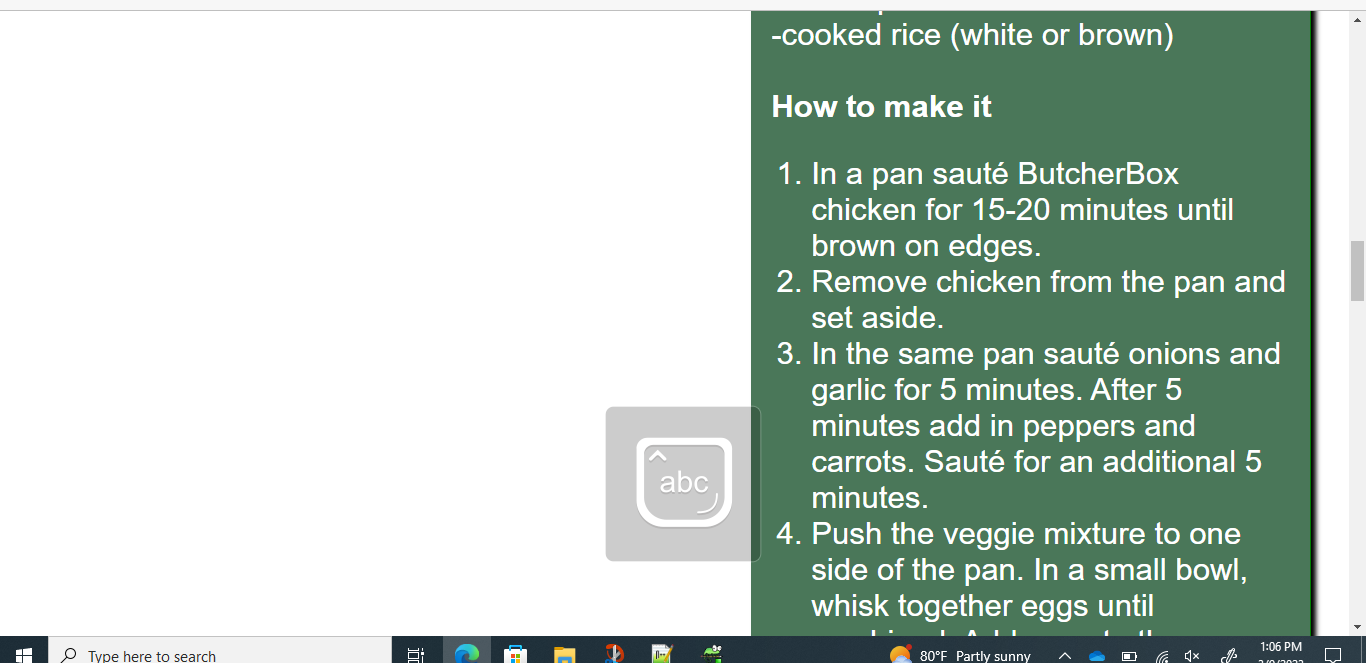 -cooked rice (white or brown)
How to make it
1. In a pan sauté ButcherBox
chicken for 15-20 minutes until
brown on edges.
2. Remove chicken from the pan and
set aside.
3. In the same pan sauté onions and
garlic for 5 minutes. After 5
minutes add in peppers and
carrots. Sauté for an additional 5
minutes.
4. Push the veggie mixture to one
side of the pan. In a small bowl,
whisk together eggs until
abc
Type here to search
80°F Partly sunny
1:06 PM